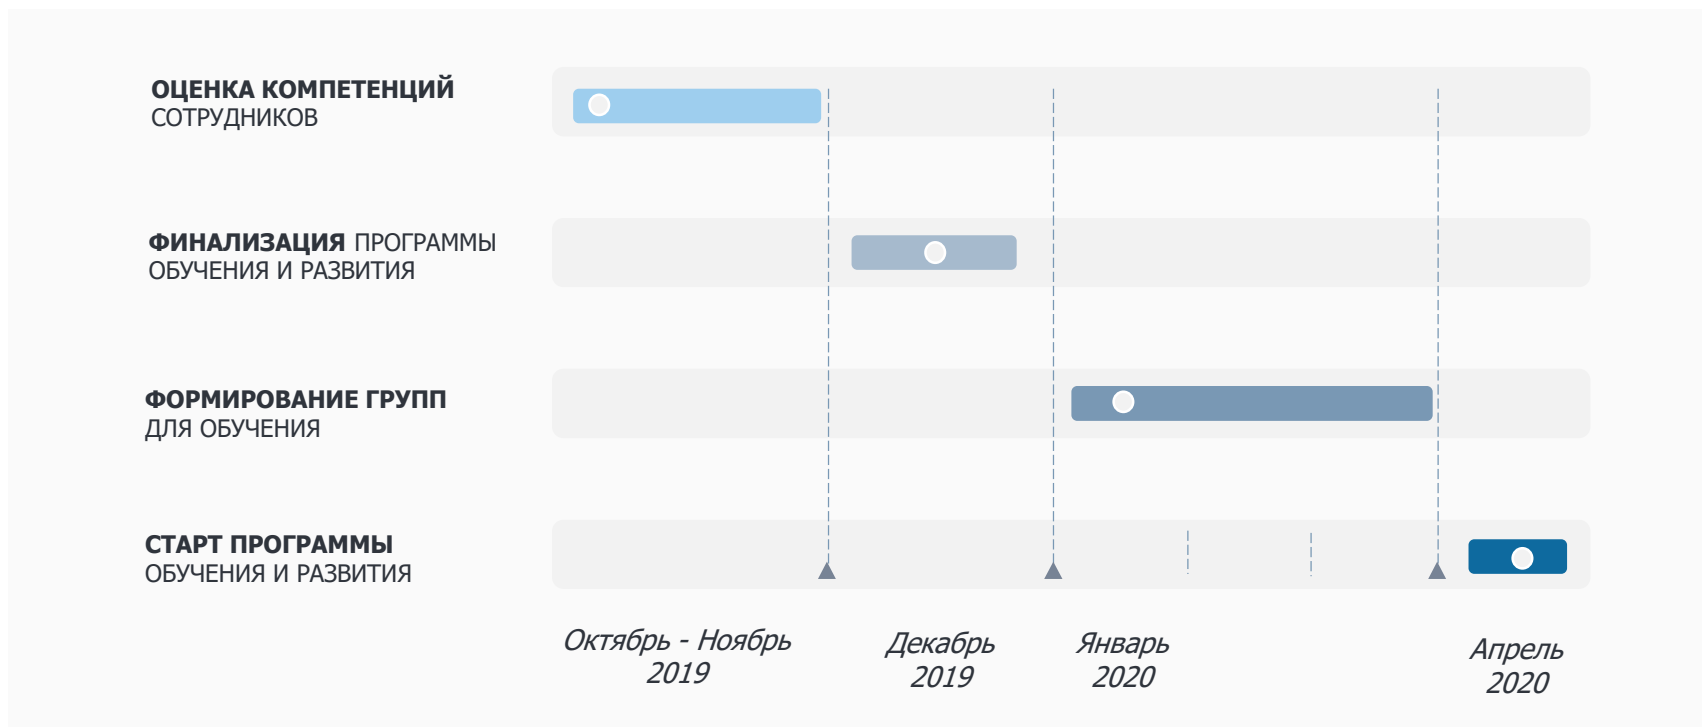 ОЦЕНКА КОМПЕТЕНЦИЙ
СОТРУДНИКОВ
ФИНАЛИЗАЦИЯ ПРОГРАММЫ
ОБУЧЕНИЯ И РАЗВИТИЯ
ФОРМИРОВАНИЕ ГРУПП
ДЛЯ ОБУЧЕНИЯ
СТАРТ ПРОГРАММЫ
ОБУЧЕНИЯ И РАЗВИТИЯ
Октябрь - Ноябрь
2019
Декабрь
2019
Январь
2020
Апрель
2020